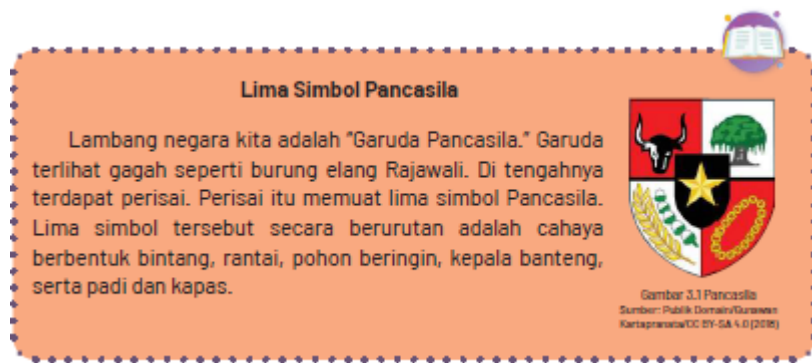 Lima Simbol Pancasila
Lambang negara kita adalah "Garuda Pancasila." Garuda
terlihat gagah seperti burung elang Rajawali. Di tengahnya
terdapat perisai. Perisai itu memuat lima simbol Pancasila.
Lima simbol tersebut secara berurutan adalah cahaya
berbentuk bintang, rantai, pohon beringin, kepala banteng,
serta padi dan kapas.
Gambar 3.1 Pancasila
Sumber: Publik Domain/Gunawan
Kartapranata/CC BY-SA 4.0 (2018)